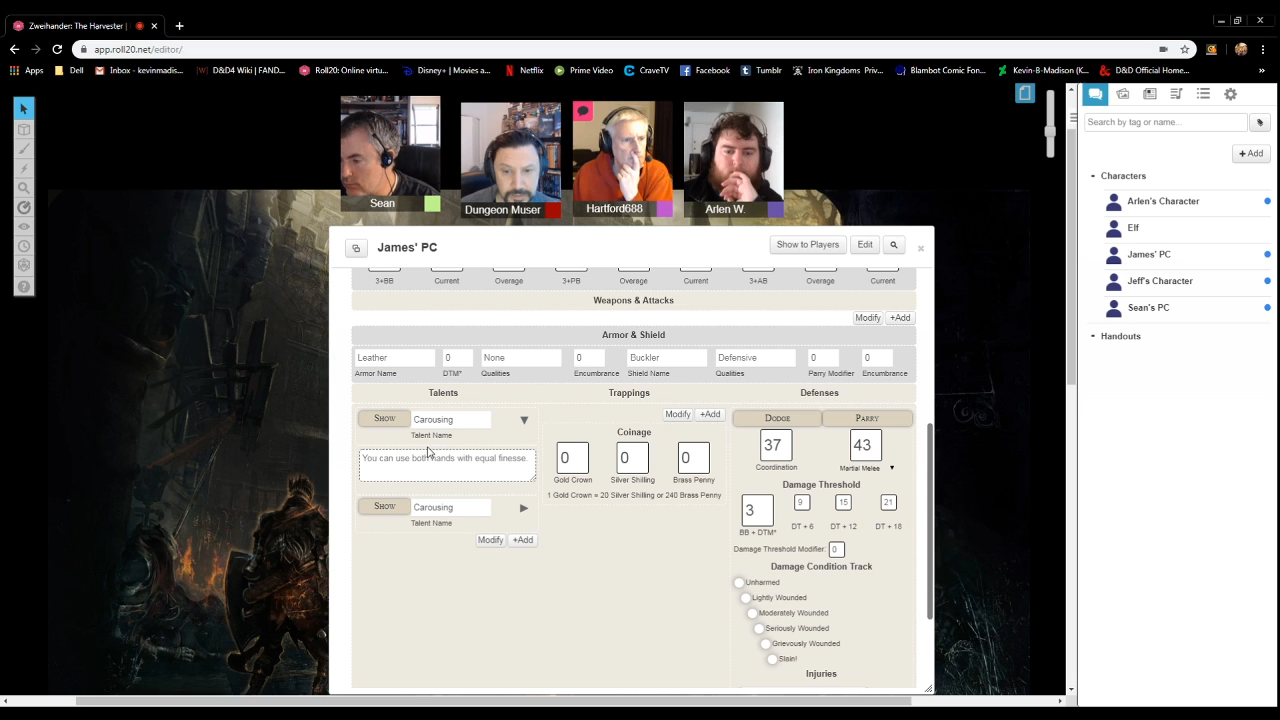 Zweihander: The Harvester |
app.roll20.net/editor/
Apps
Dell
Inbox - kevinmadis...
D&D4 Wiki | FAND...
Roll20: Online virtu...
Disney+ | Movies a...
Netflix
Prime Video
CraveTV
Facebook
Tumblr
Iron Kingdoms Priv...
Blambot Comic Fon...
Kevin-B-Madison (K...
D&D Official Home...
»
Sean
Dungeon Muser
Hartford688
Arlen W.
Search by tag or name...
+ Add
Characters
Arlen's Character
Elf
James' PC
Jeff's Character
Sean's PC
Handouts
James' PC
Show to Players
Edit
3+BB Current Overage 3+PB Overage Current 3+AB Overage Current
Weapons & Attacks
Modify +Add
Armor & Shield
Leather 0 None 0 Buckler Defensive 0 0
Armor Name DTM* Qualities Encumbrance Shield Name Qualities Parry Modifier Encumbrance
Talents Trappings Defenses
Show Carousing
Talent Name
You can use both hands with equal finesse.
Show Carousing
Talent Name
Modify +Add
Modify +Add
Coinage
0 0 0
Gold Crown Silver Shilling Brass Penny
1 Gold Crown = 20 Silver Shilling or 240 Brass Penny
Dodge Parry
37 43
Coordination Martial Melee
Damage Threshold
3 9 15 21
BB + DTM* DT + 6 DT + 12 DT + 18
Damage Threshold Modifier: 0
Damage Condition Track
Unharmed
Lightly Wounded
Moderately Wounded
Seriously Wounded
Grievously Wounded
Slain!
Injuries